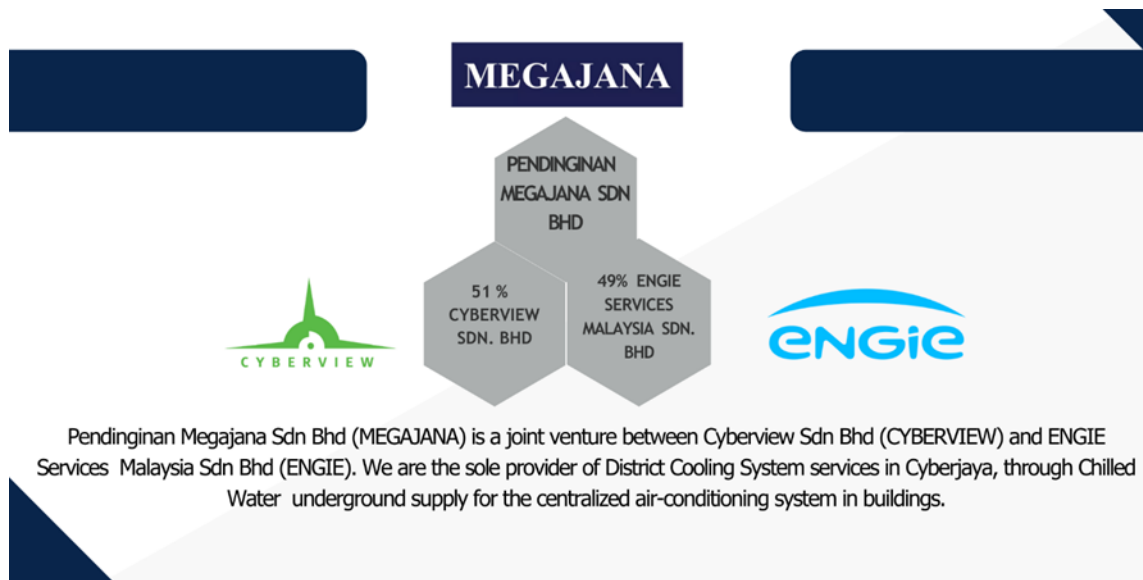 MEGAJANA
PENDINGINAN
MEGAJANA SDN
BHD
51 %
CYBERVIEW
SDN. BHD
49% ENGIE
SERVICES
MALAYSIA SDN.
BHD
CYBERVIEW
ENGIE
Pendinginan Megajana Sdn Bhd (MEGAJANA) is a joint venture between Cyberview Sdn Bhd (CYBERVIEW) and ENGIE
Services Malaysia Sdn Bhd (ENGIE). We are the sole provider of District Cooling System services in Cyberjaya, through Chilled
Water underground supply for the centralized air-conditioning system in buildings.